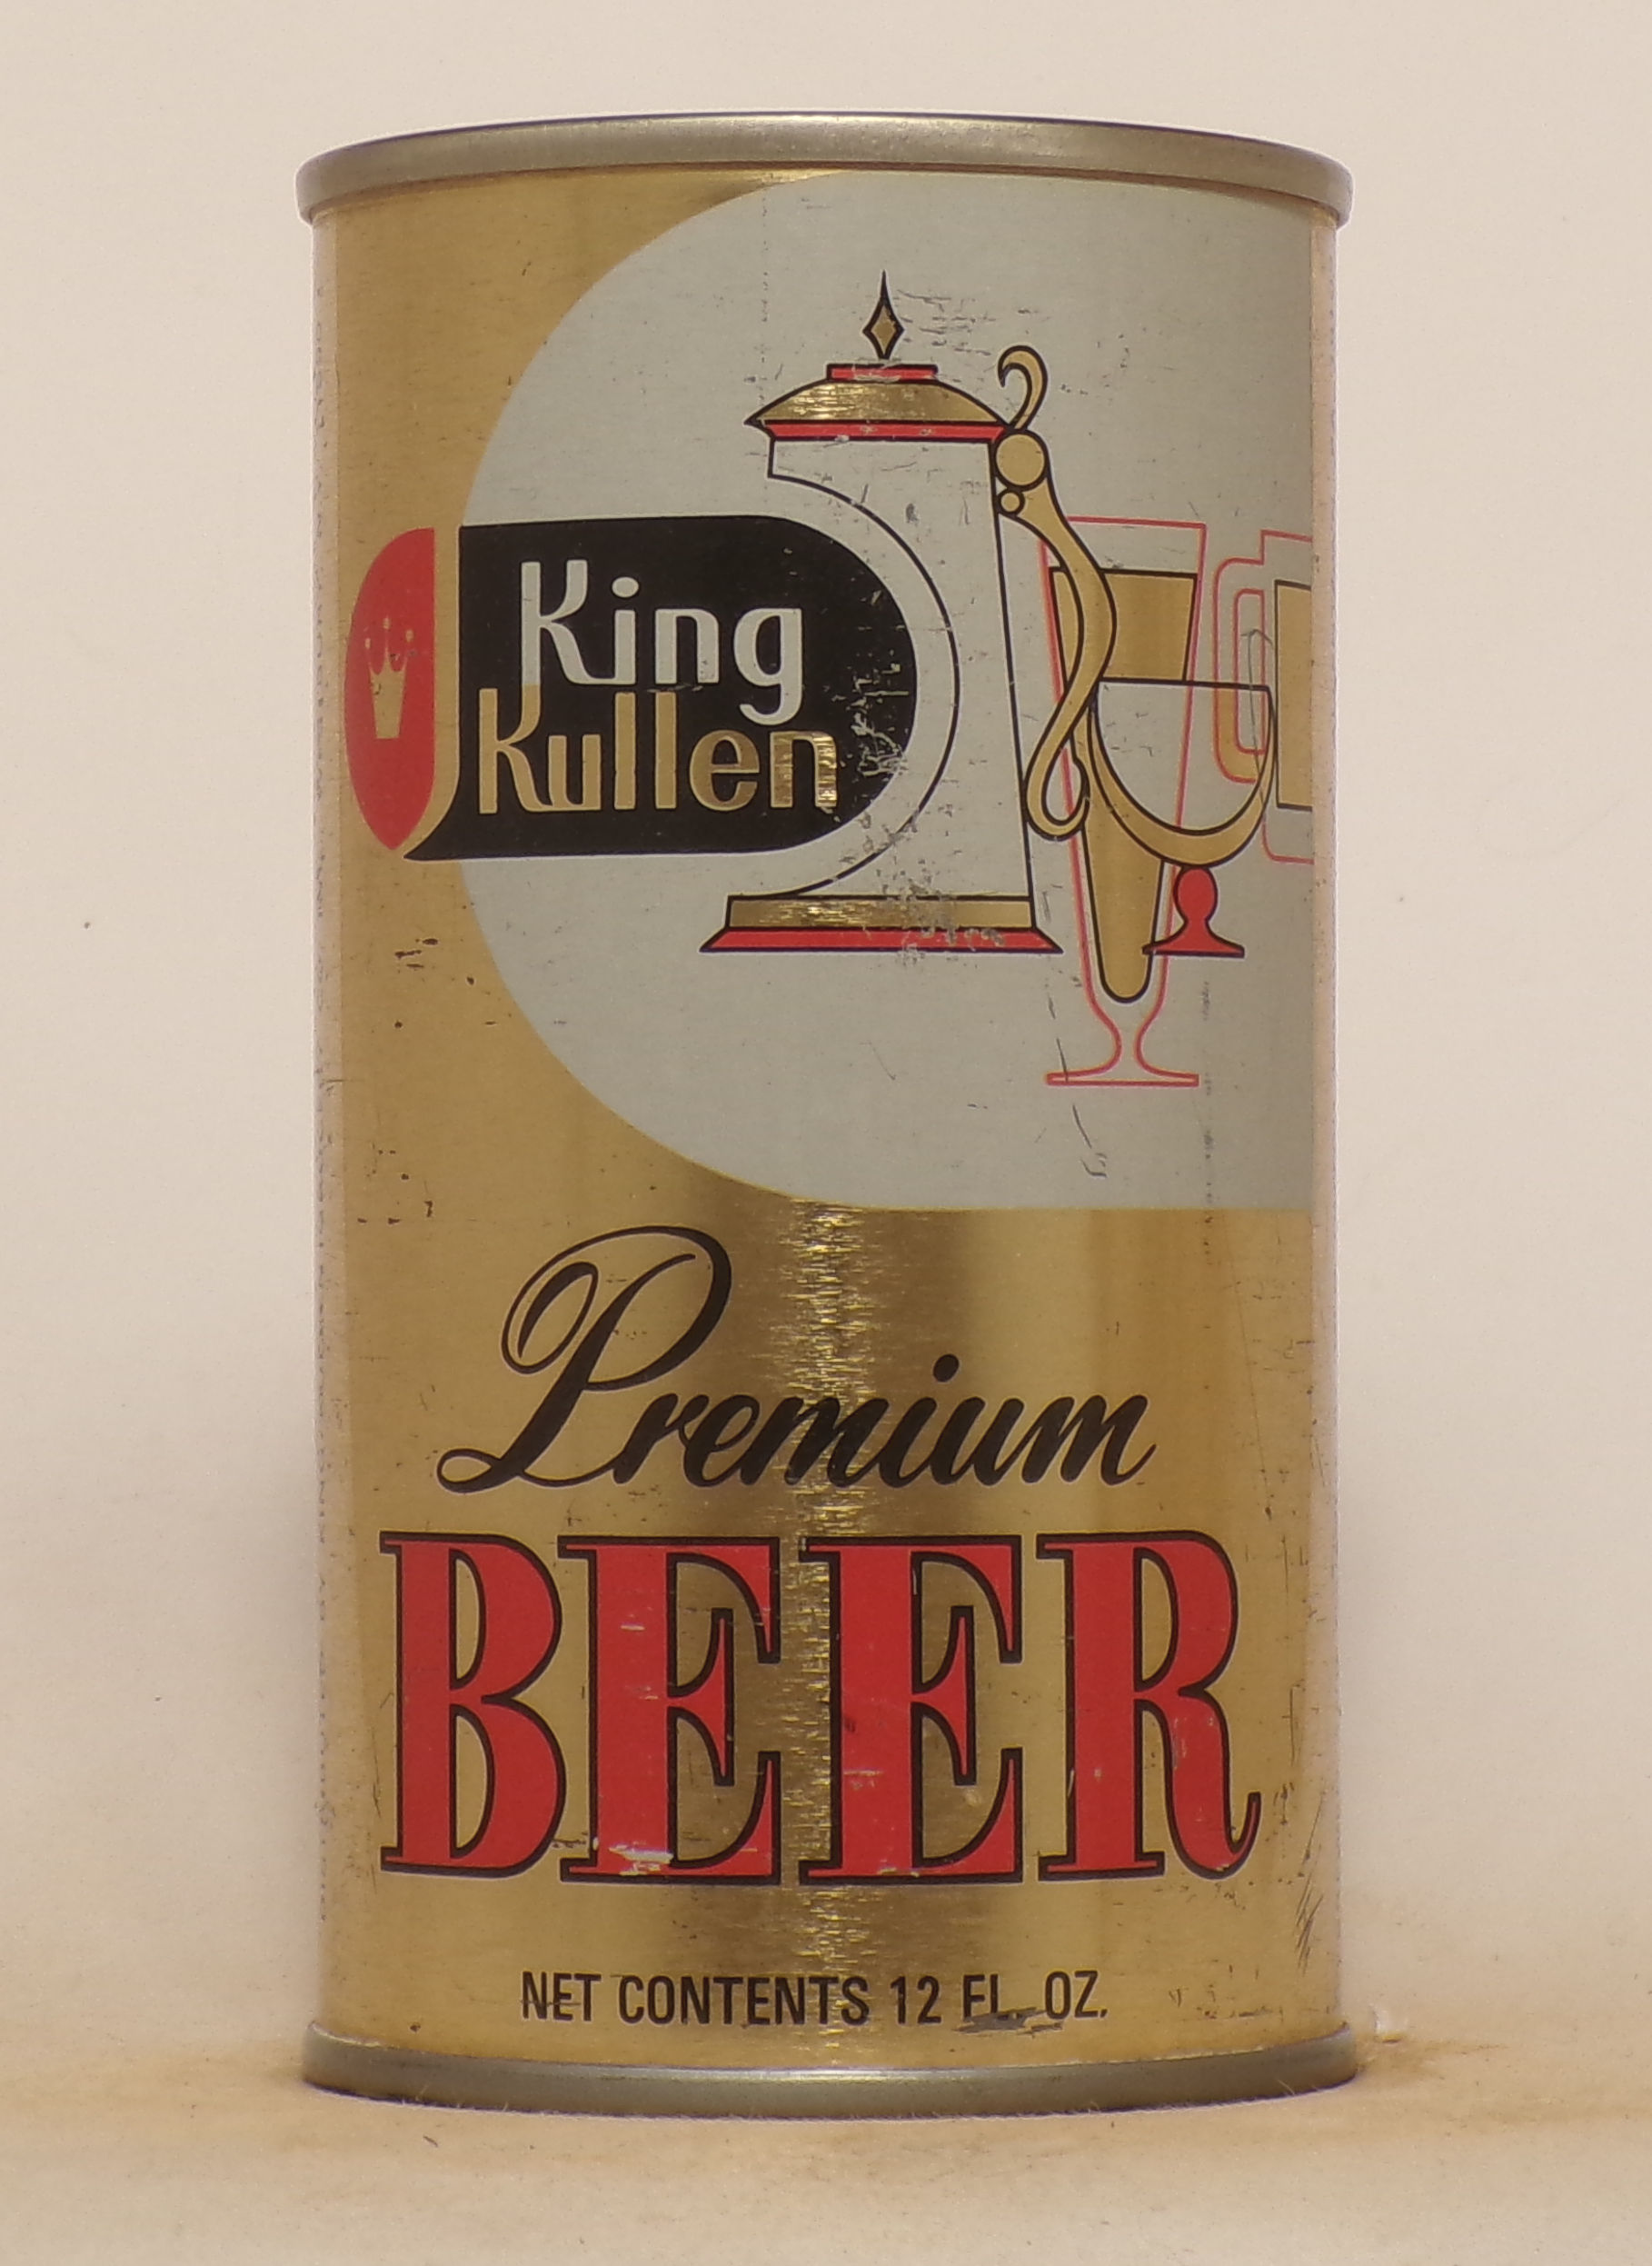 King
Kullen
Premium
BEER
NET CONTENTS 12 FL. OZ.